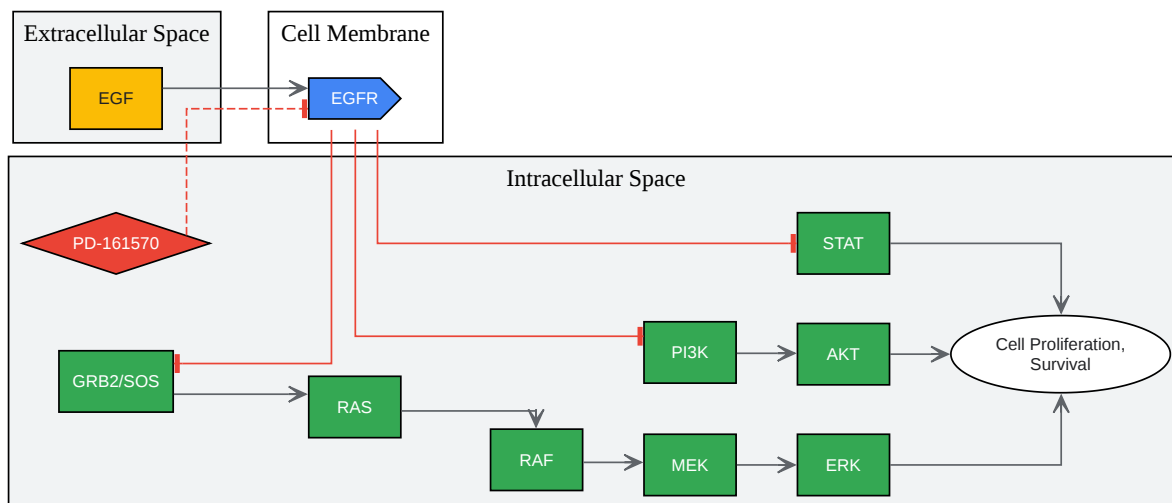 Extracellular Space
Cell Membrane
EGF
EGFR
Intracellular Space
PD-161570
STAT
PI3K
AKT
Cell Proliferation,
Survival
GRB2/SOS
RAS
RAF
MEK
ERK